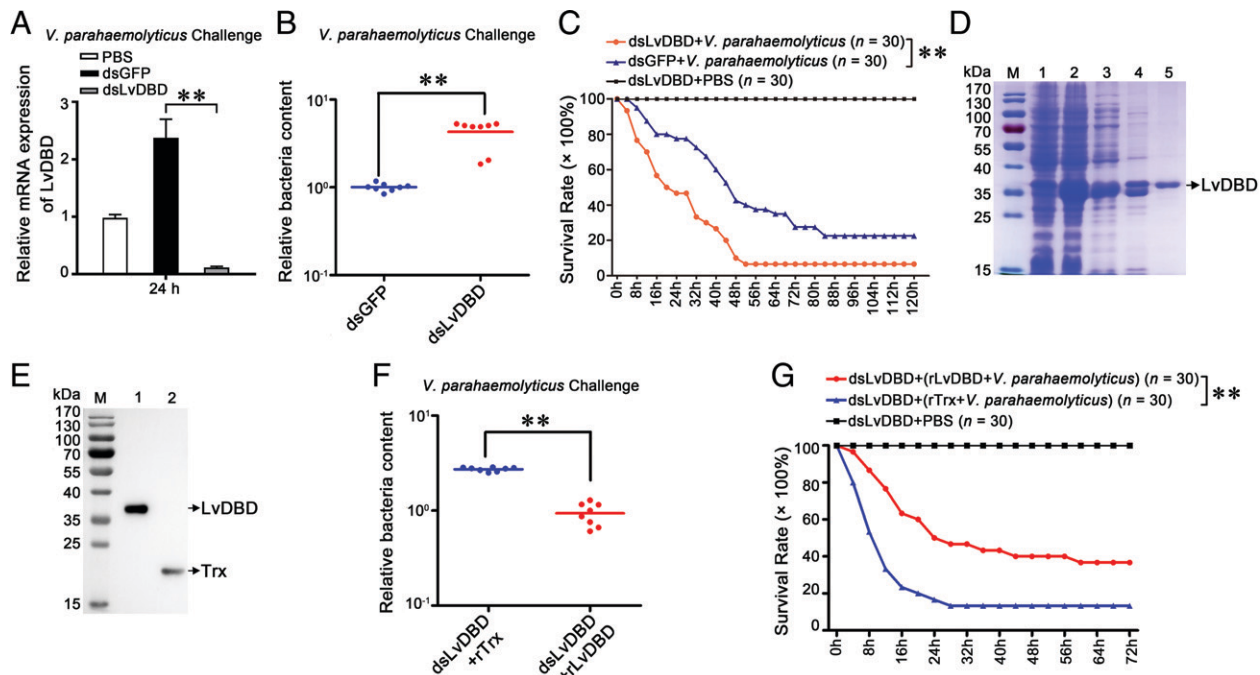 A
V. parahaemolyticus Challenge
PBS
dsGFP
dsLvDBD
**
Relative mRNA expression
of LvDBD
3
2
1
0
24 h
B
V. parahaemolyticus Challenge
**
Relative bacteria content
10¹
10⁰
10⁻¹
dsGFP
dsLvDBD
C
dsLvDBD+V. parahaemolyticus (n = 30)
dsGFP+V. parahaemolyticus (n = 30)
dsLvDBD+PBS (n = 30)
**
Survival Rate (× 100%)
100
80
60
40
20
0
0h
8h
16h
24h
32h
40h
48h
56h
64h
72h
80h
88h
96h
104h
112h
120h
D
kDa M 1 2 3 4 5
170
130
100
70
55
40
35
25
15
LvDBD
E
kDa M 1 2
170
130
100
70
55
40
35
25
15
LvDBD
Trx
F
V. parahaemolyticus Challenge
**
Relative bacteria content
10¹
10⁰
10⁻¹
dsLvDBD
+rTrx
dsLvDBD
+rLvDBD
G
dsLvDBD+(rLvDBD+V. parahaemolyticus) (n = 30)
dsLvDBD+(rTrx+V. parahaemolyticus) (n = 30)
dsLvDBD+PBS (n = 30)
**
Survival Rate (× 100%)
100
80
60
40
20
0
0h
8h
16h
24h
32h
40h
48h
56h
64h
72h